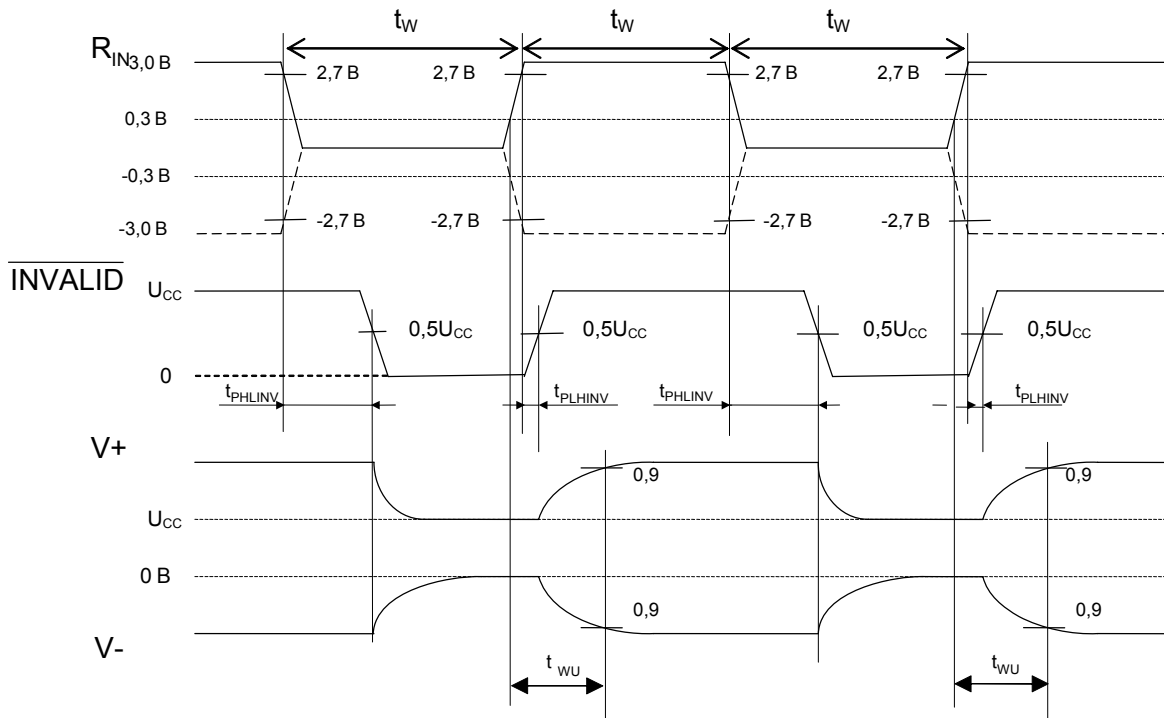 t_W t_W t_W
R_IN 3,0 В
2,7 В 2,7 В 2,7 В 2,7 В
0,3 В
-0,3 В
-2,7 В -2,7 В -2,7 В -2,7 В
-3,0 В
INVALID
U_CC
0,5U_CC 0,5U_CC 0,5U_CC 0,5U_CC
0
t_PHLINV t_PLHINV t_PHLINV t_PLHINV
V+
0,9 0,9
U_CC
0 В
0,9 0,9
V-
t_WU t_WU